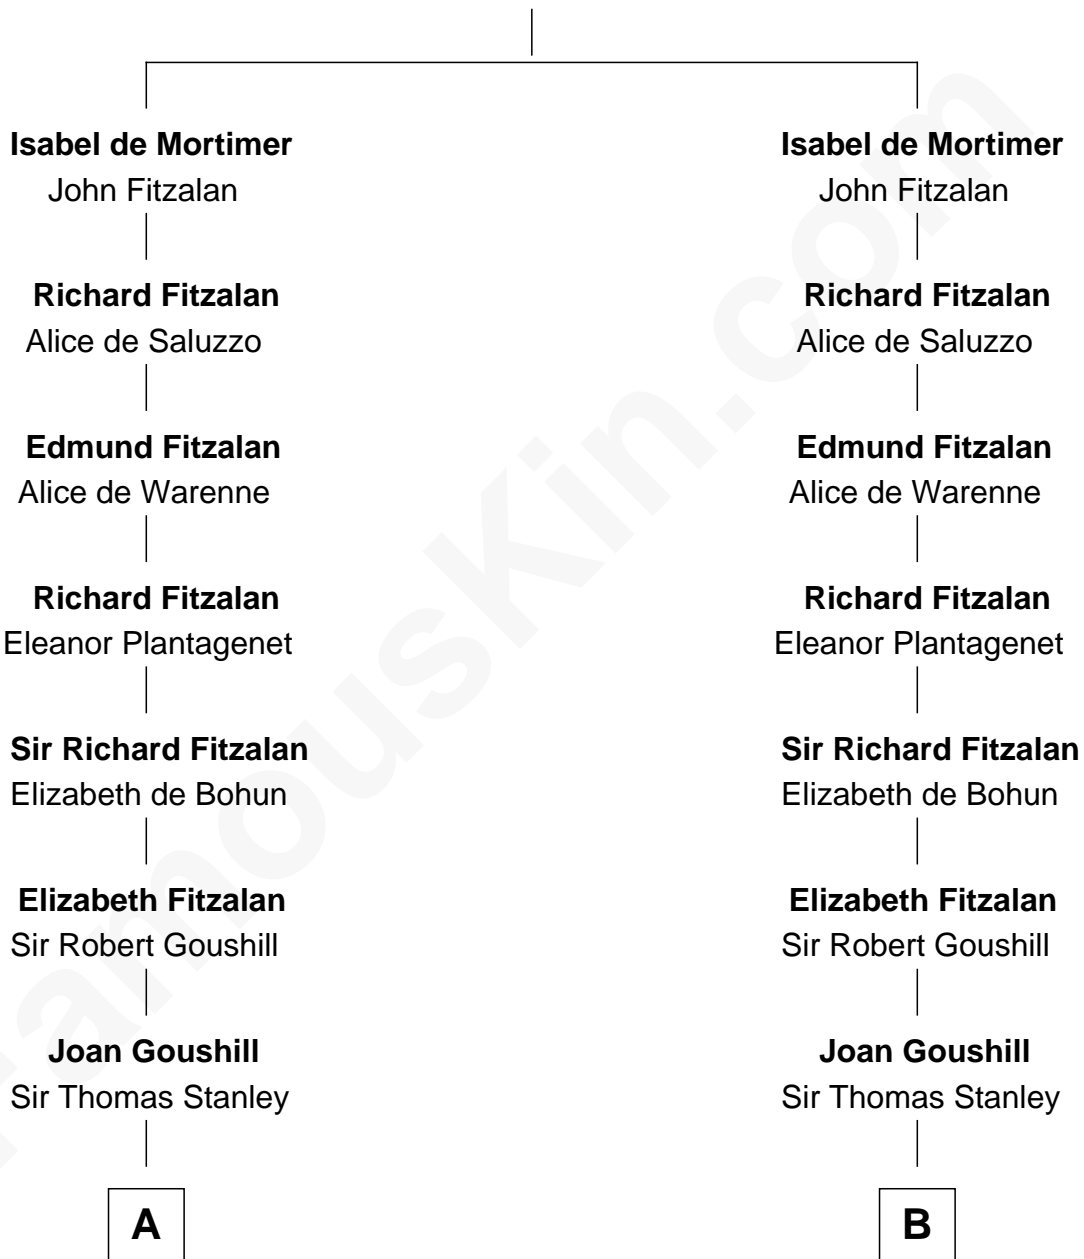 Isabel de Mortimer
John Fitzalan
Richard Fitzalan
Alice de Saluzzo
Edmund Fitzalan
Alice de Warenne
Richard Fitzalan
Eleanor Plantagenet
Sir Richard Fitzalan
Elizabeth de Bohun
Elizabeth Fitzalan
Sir Robert Goushill
Joan Goushill
Sir Thomas Stanley
A
Isabel de Mortimer
John Fitzalan
Richard Fitzalan
Alice de Saluzzo
Edmund Fitzalan
Alice de Warenne
Richard Fitzalan
Eleanor Plantagenet
Sir Richard Fitzalan
Elizabeth de Bohun
Elizabeth Fitzalan
Sir Robert Goushill
Joan Goushill
Sir Thomas Stanley
B
FamousKin.com